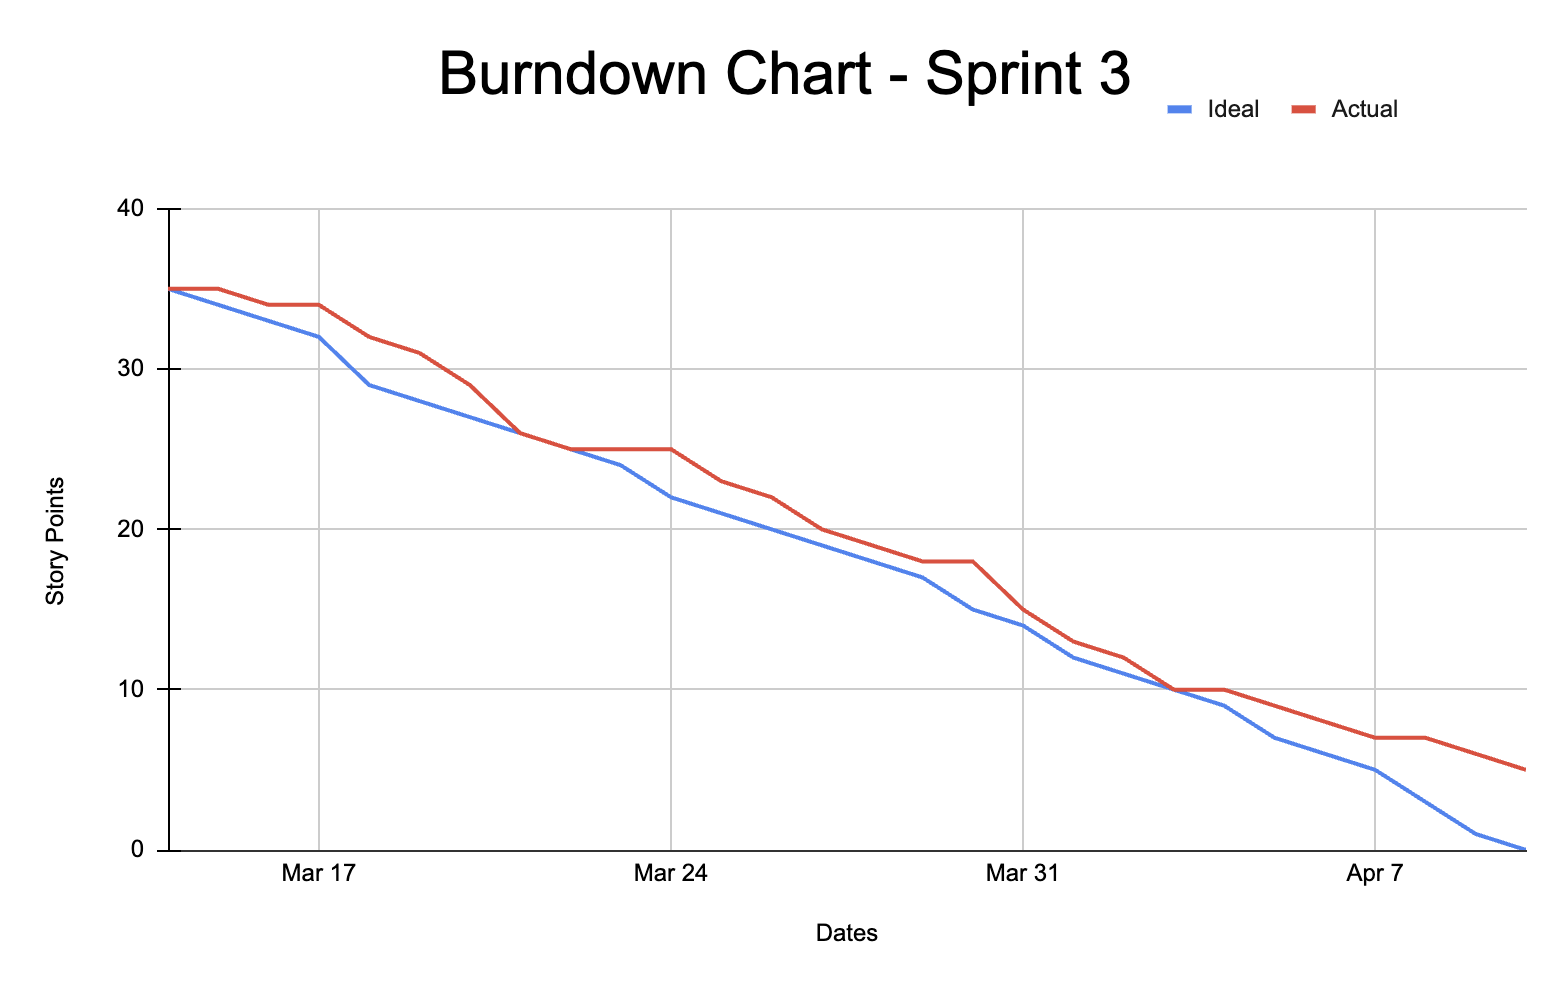 Burndown Chart - Sprint 3
Ideal
Actual
40
30
20
10
0
Story Points
Mar 17
Mar 24
Mar 31
Apr 7
Dates